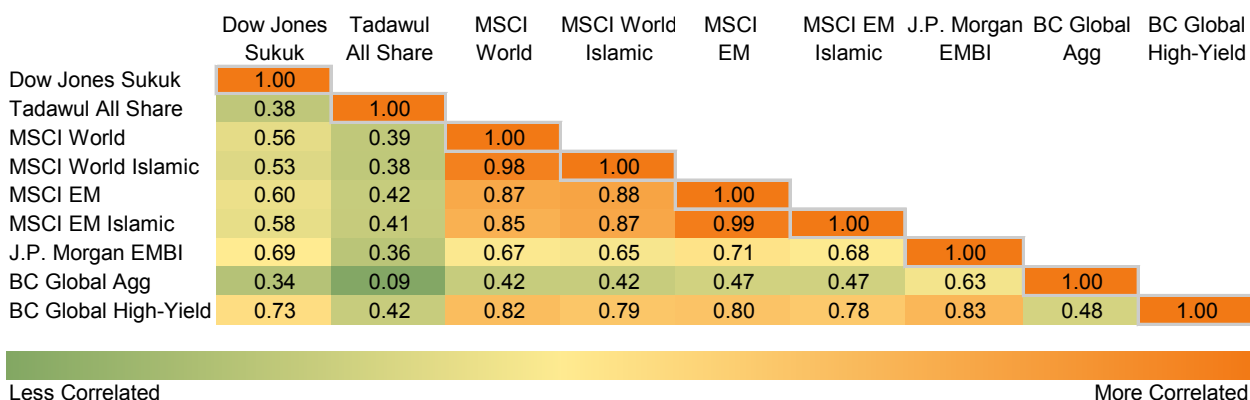 Dow Jones Tadawul MSCI MSCI World MSCI MSCI EM J.P. Morgan BC Global BC Global
Sukuk All Share World Islamic EM Islamic EMBI Agg High-Yield
Dow Jones Sukuk 1.00
Tadawul All Share 0.38 1.00
MSCI World 0.56 0.39 1.00
MSCI World Islamic 0.53 0.38 0.98 1.00
MSCI EM 0.60 0.42 0.87 0.88 1.00
MSCI EM Islamic 0.58 0.41 0.85 0.87 0.99 1.00
J.P. Morgan EMBI 0.69 0.36 0.67 0.65 0.71 0.68 1.00
BC Global Agg 0.34 0.09 0.42 0.42 0.47 0.47 0.63 1.00
BC Global High-Yield 0.73 0.42 0.82 0.79 0.80 0.78 0.83 0.48 1.00
Less Correlated More Correlated